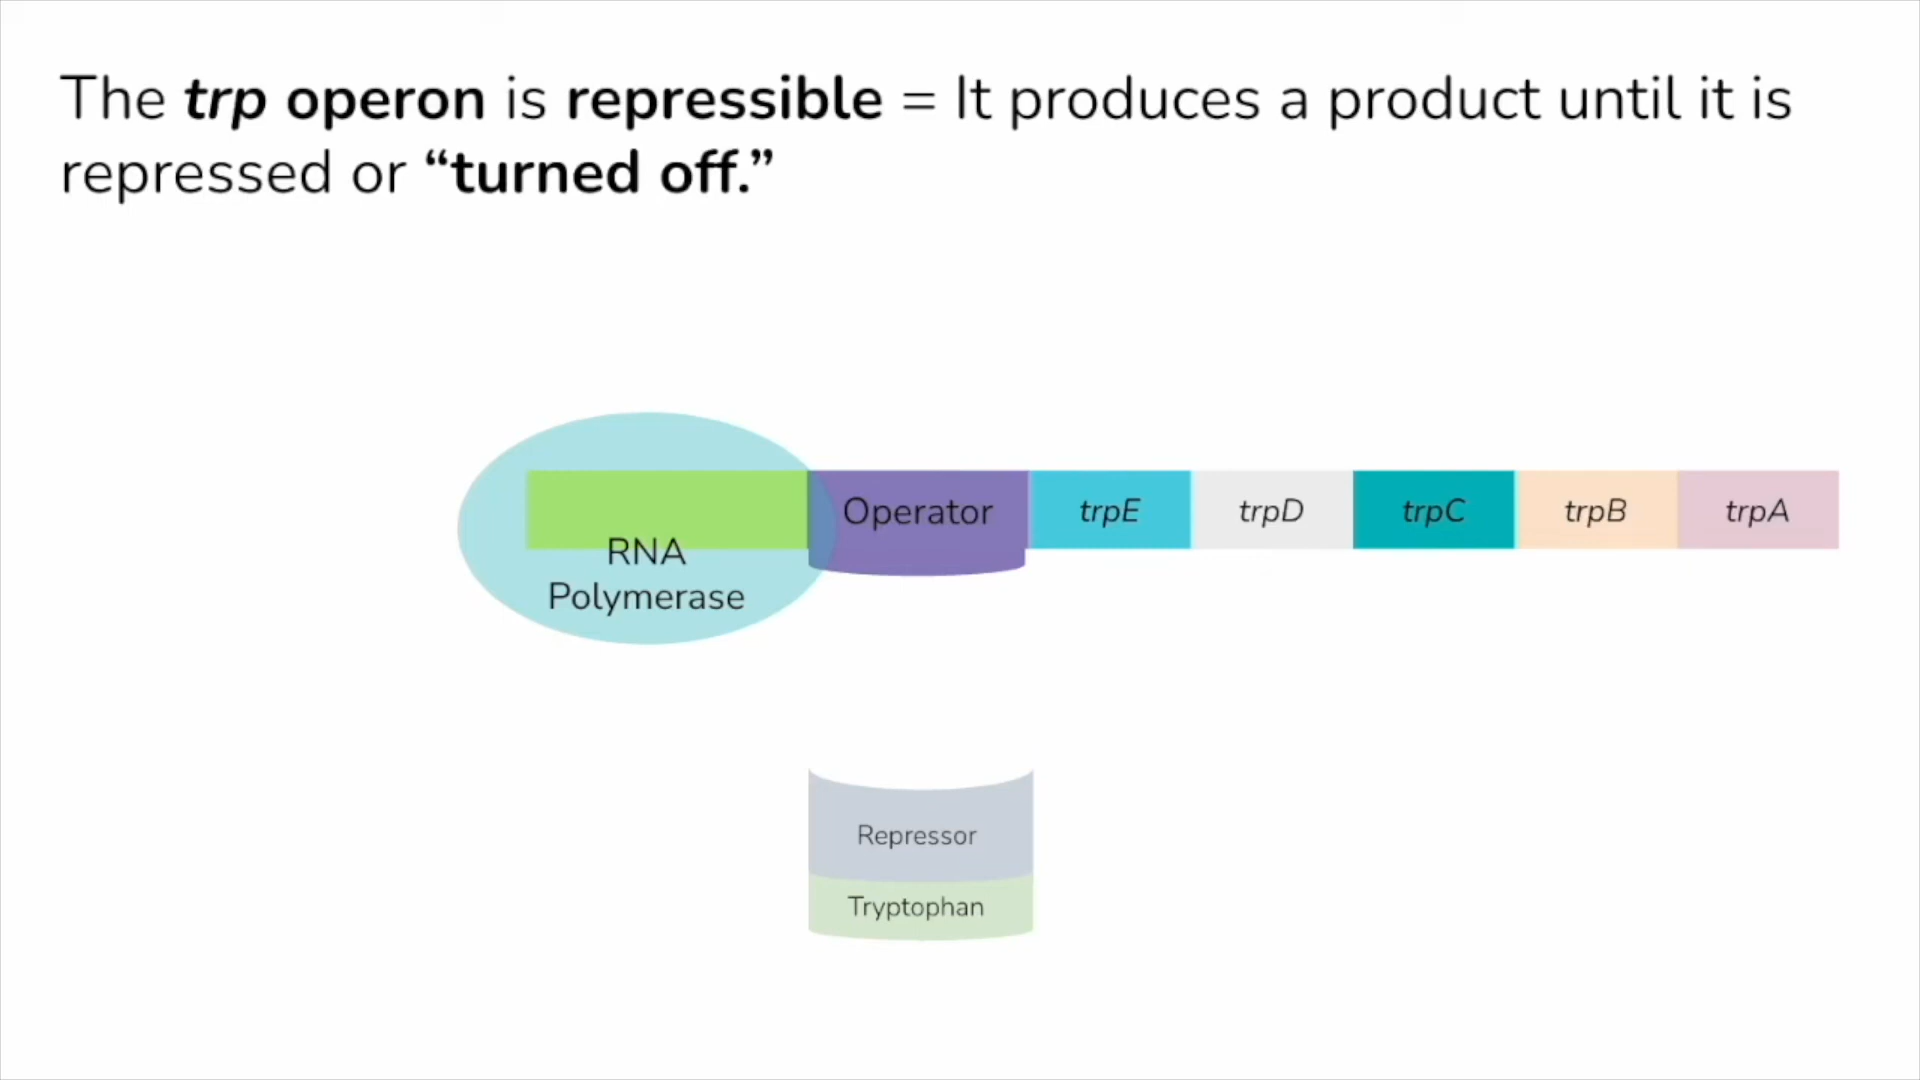 The trp operon is repressible = It produces a product until it is
repressed or “turned off.”
Operator trpE trpD trpC trpB trpA
RNA
Polymerase
Repressor
Tryptophan